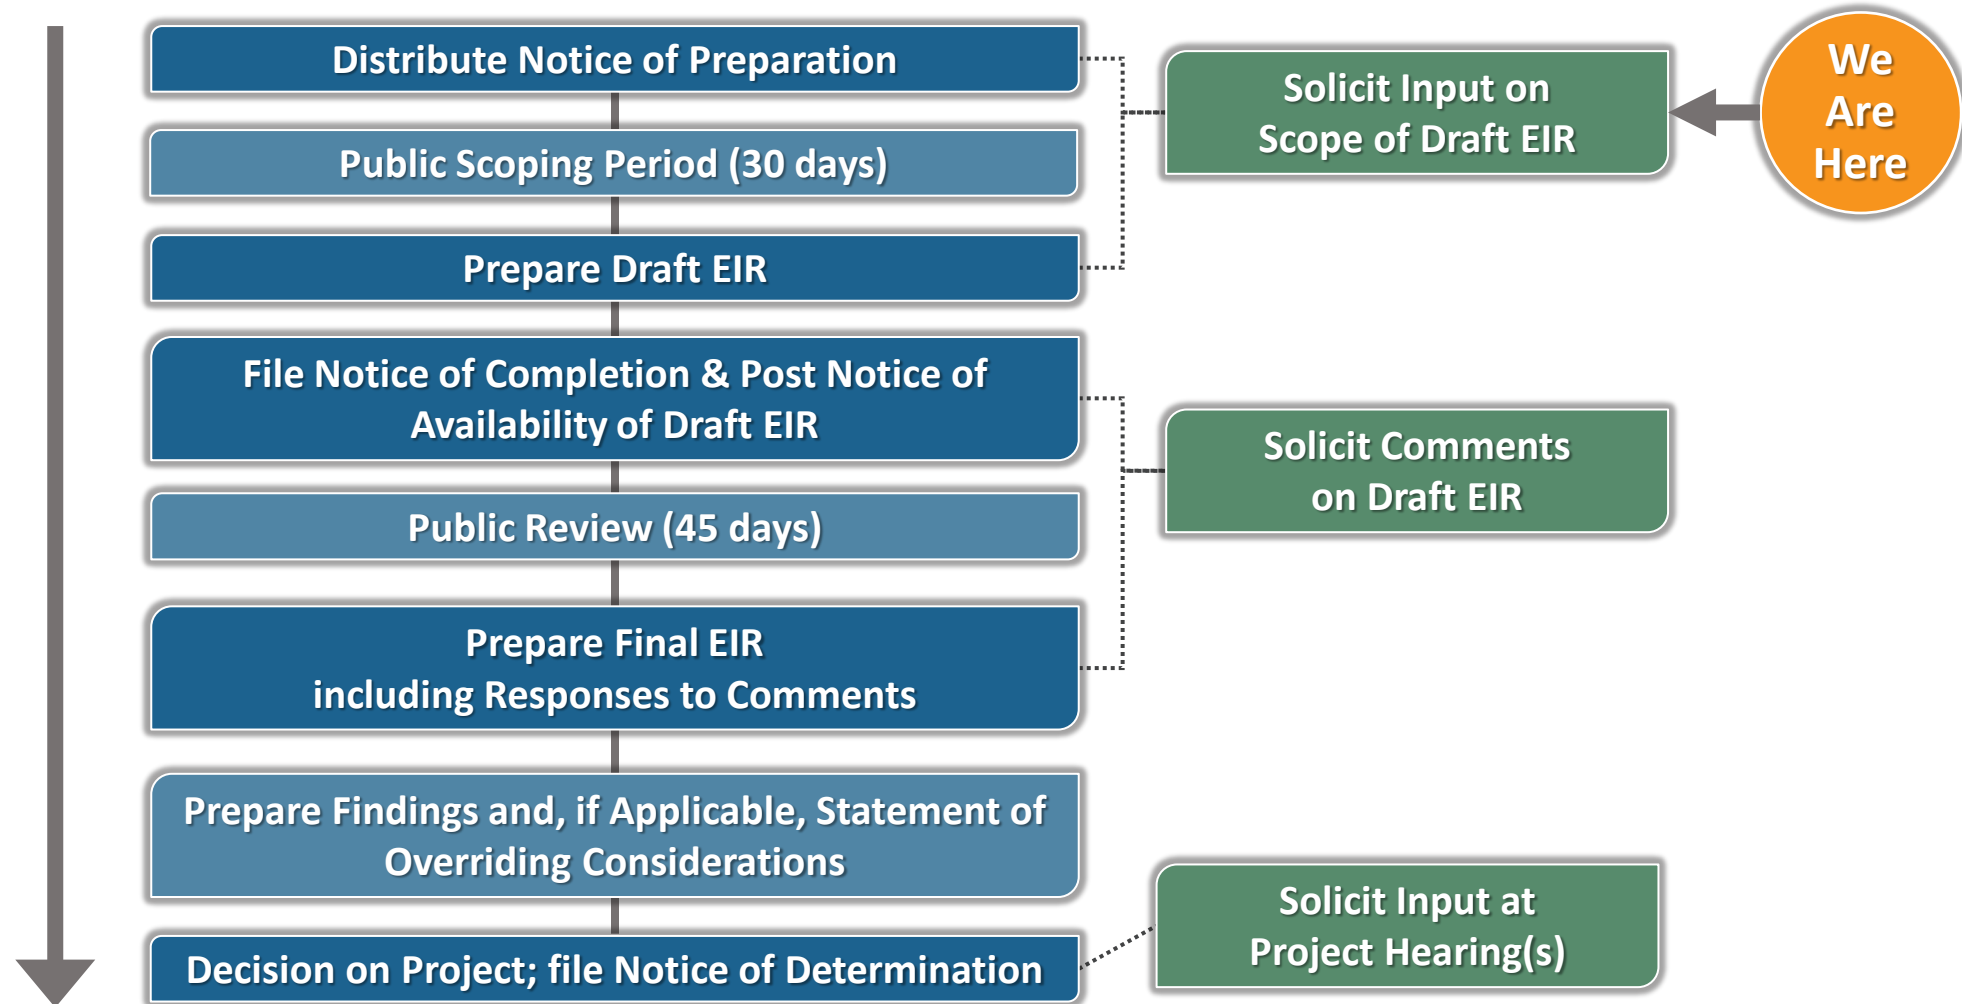 Distribute Notice of Preparation
Public Scoping Period (30 days)
Prepare Draft EIR
File Notice of Completion & Post Notice of
Availability of Draft EIR
Public Review (45 days)
Prepare Final EIR
including Responses to Comments
Prepare Findings and, if Applicable, Statement of
Overriding Considerations
Decision on Project; file Notice of Determination
Solicit Input on
Scope of Draft EIR
We
Are
Here
Solicit Comments
on Draft EIR
Solicit Input at
Project Hearing(s)